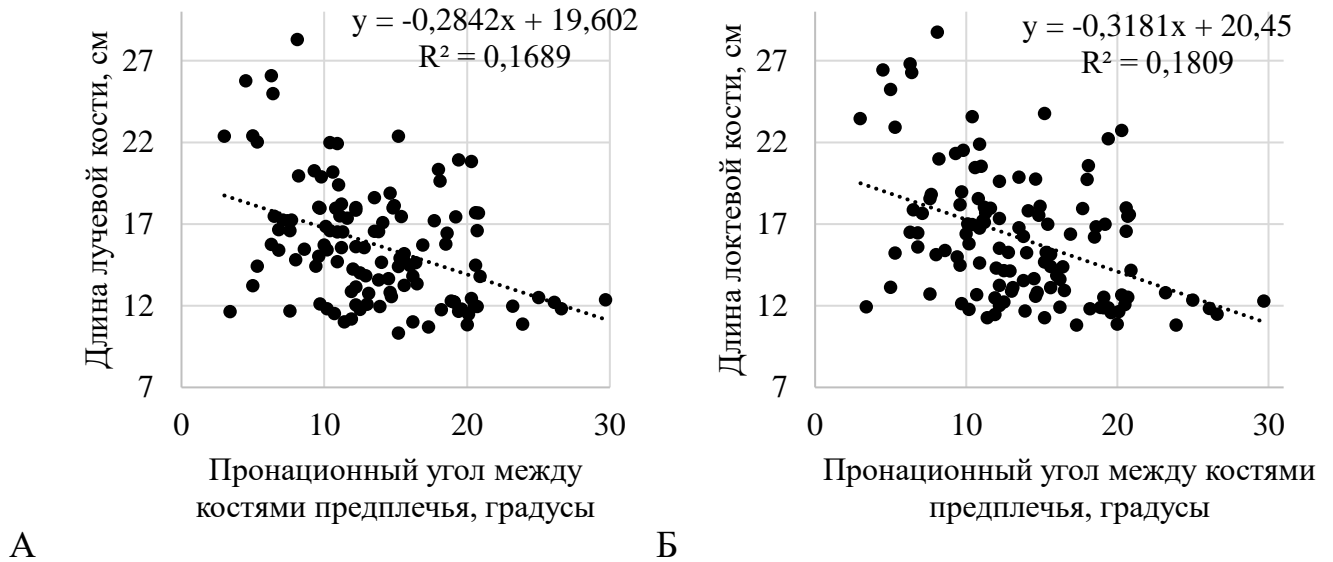 y = -0,2842x + 19,602
R² = 0,1689
27
22
17
12
7
0 10 20 30
Длина лучевой кости, см
Пронационный угол между
костями предплечья, градусы
А
y = -0,3181x + 20,45
R² = 0,1809
27
22
17
12
7
0 10 20 30
Длина локтевой кости, см
Пронационный угол между костями
предплечья, градусы
Б